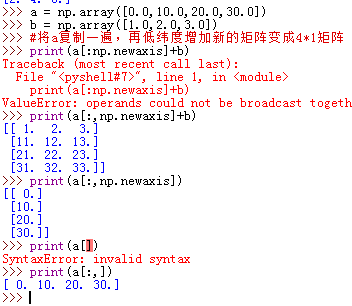 >>> a = np.array([0.0,10.0,20.0,30.0])
>>> b = np.array([1.0,2.0,3.0])
>>> #将a复制一遍，再低纬度增加新的矩阵变成4*1矩阵
>>> print(a[:np.newaxis]+b)
Traceback (most recent call last):
  File "<pyshell#7>", line 1, in <module>
    print(a[:np.newaxis]+b)
ValueError: operands could not be broadcast togeth
>>> print(a[:,np.newaxis]+b)
[[ 1.  2.  3.]
 [11. 12. 13.]
 [21. 22. 23.]
 [31. 32. 33.]]
>>> print(a[:,np.newaxis])
[[ 0.]
 [10.]
 [20.]
 [30.]]
>>> print(a[])
SyntaxError: invalid syntax
>>> print(a[:,])
[ 0. 10. 20. 30.]
>>>